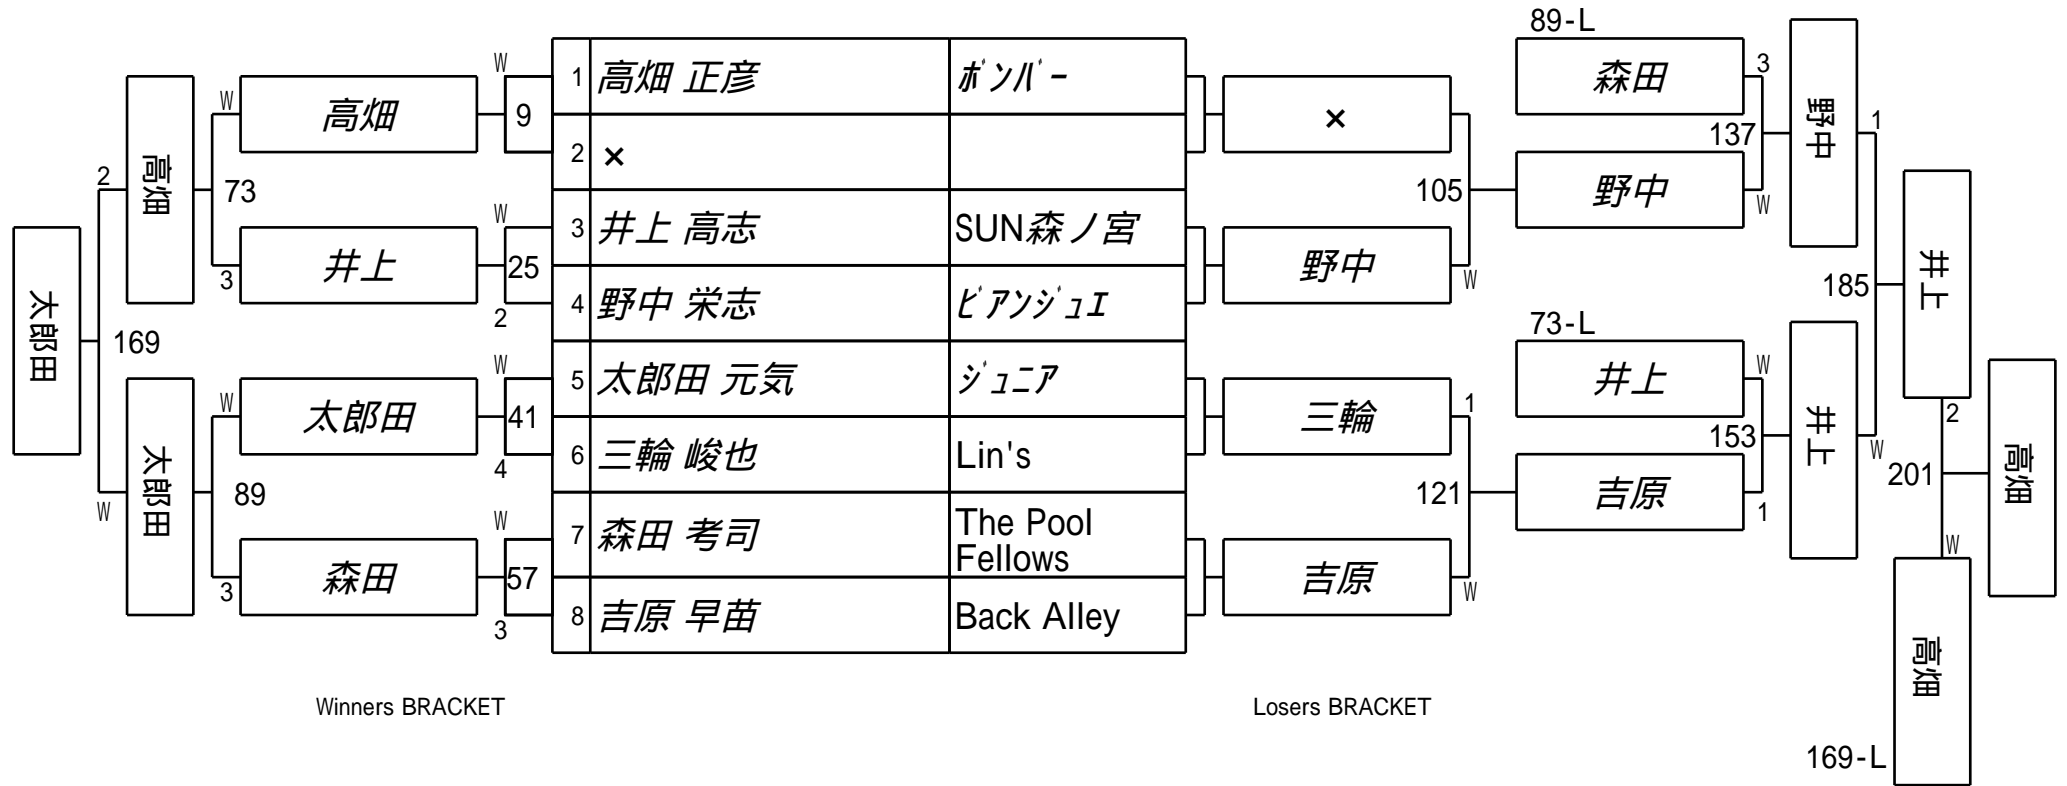 89-L
W
1 高畑 正彦 ボンバー
高畑
W
9
×
森田
3
野中
1
2 ×
137
2
高畑
73
105
野中
W
井上
W
3 井上 高志 SUN森ノ宮
野中
W
井上
3
25
太郎田
169
2
4 野中 栄志 ビアンジュエ
185
井上
73-L
W
5 太郎田 元気 ジュニア
三輪
1
井上
W
太郎田
W
41
4
6 三輪 峻也 Lin's
153
井上
W
2
高畑
太郎田
W
89
121
吉原
1
201
W
7 森田 考司 The Pool
Fellows
W
森田
3
57
吉原
W
3
8 吉原 早苗 Back Alley
高畑
Winners BRACKET
Losers BRACKET
169-L